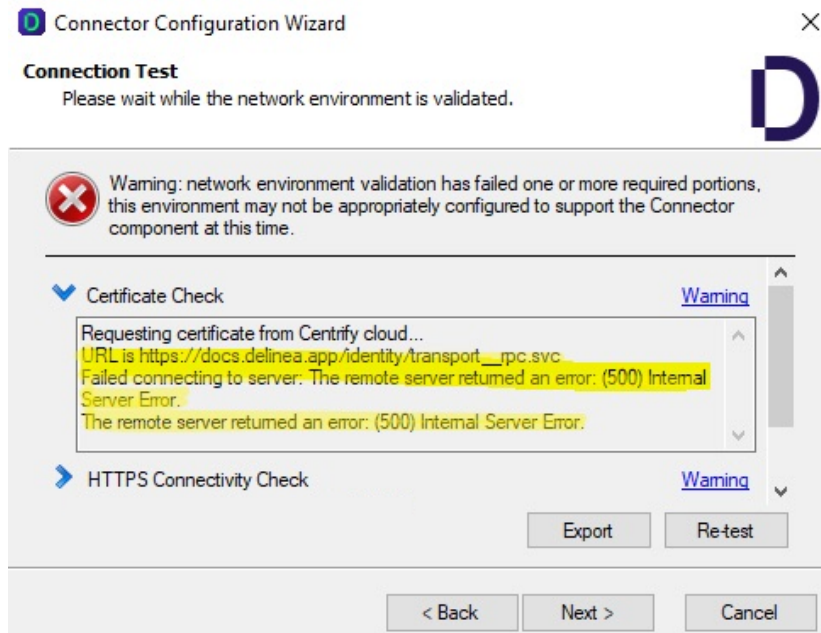 Connector Configuration Wizard
Connection Test
Please wait while the network environment is validated.
Warning: network environment validation has failed one or more required portions,
this environment may not be appropriately configured to support the Connector
component at this time.
Certificate Check
Warning
Requesting certificate from Centrify cloud...
URL is https://docs.delinea.app/identity/transport__rpc.svc
Failed connecting to server: The remote server returned an error: (500) Internal
Server Error.
The remote server returned an error: (500) Internal Server Error.
HTTPS Connectivity Check
Warning
Export
Re-test
< Back
Next >
Cancel